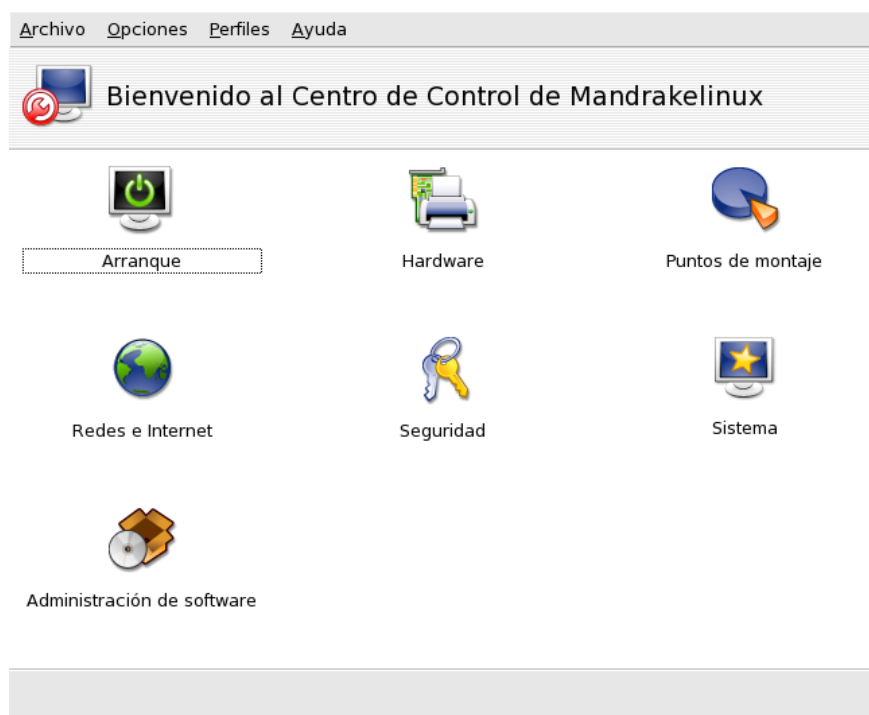 Archivo Opciones Perfiles Ayuda
Bienvenido al Centro de Control de Mandrakelinux
Arranque Hardware Puntos de montaje
Redes e Internet Seguridad Sistema
Administración de software